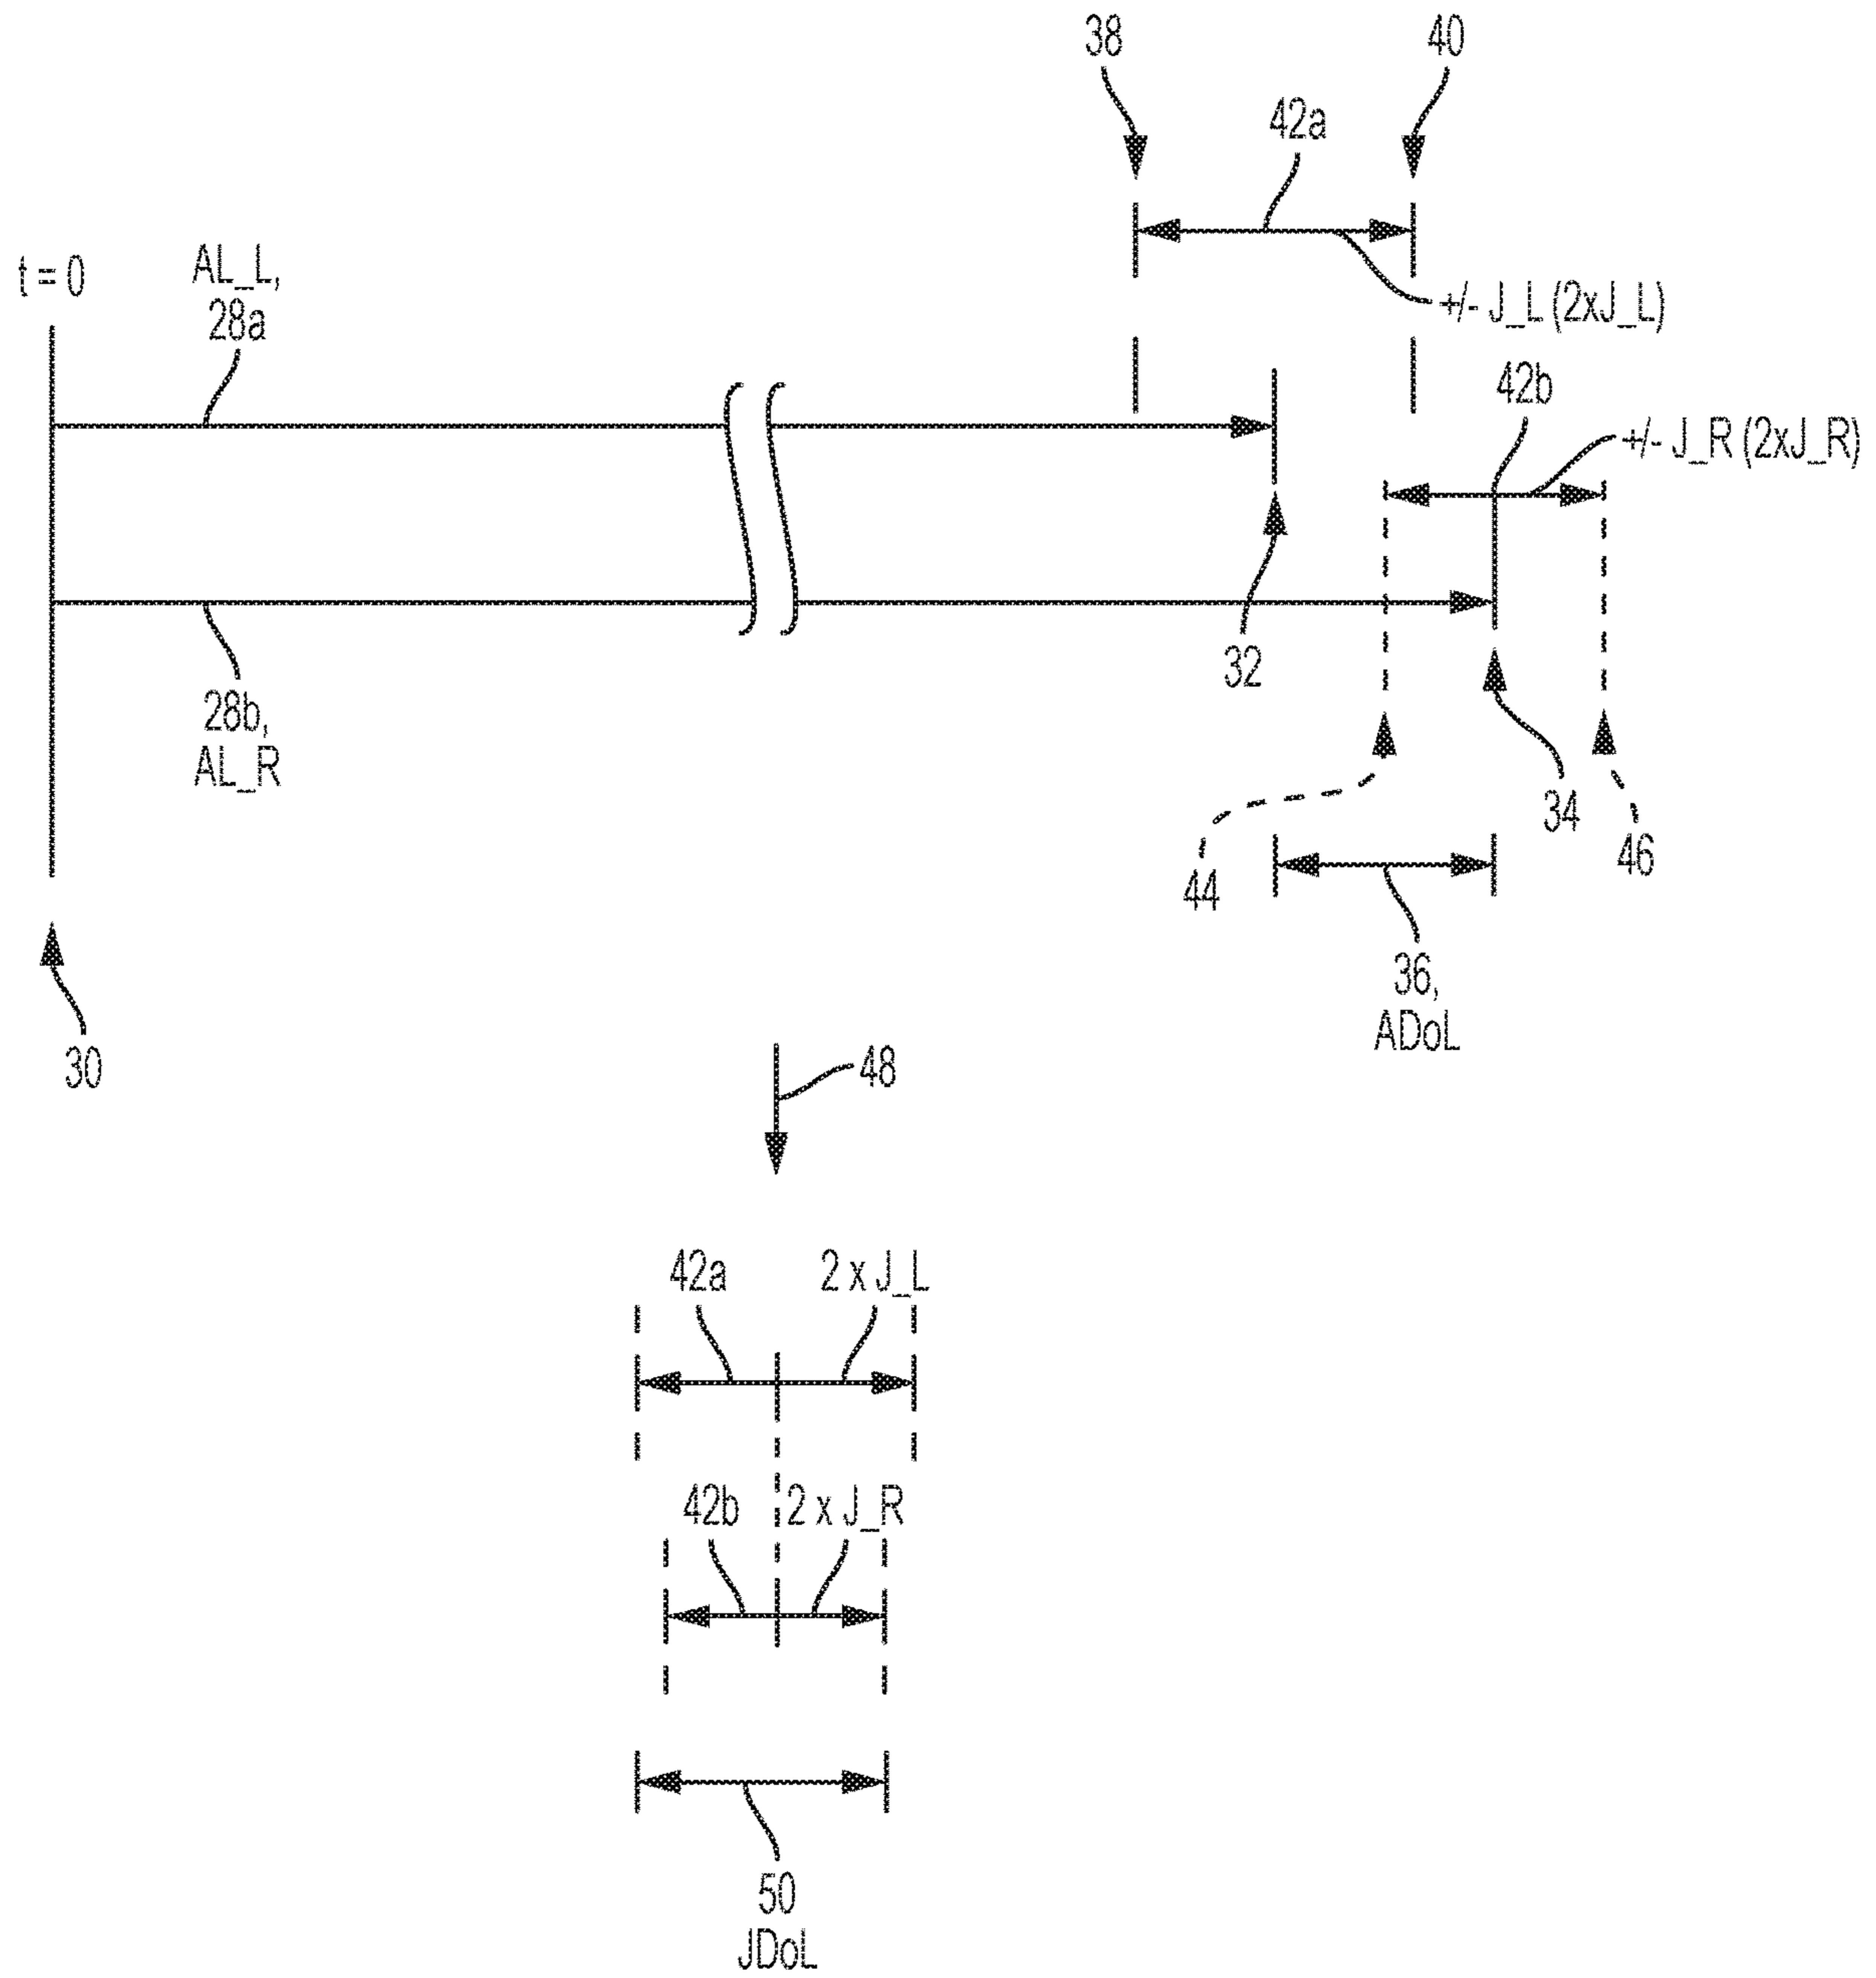 38
40
42a
t = 0
AL_L,
28a
+/- J_L (2xJ_L)
42b
+/- J_R (2xJ_R)
32
28b,
AL_R
34
46
44
36,
ADoL
30
48
42a
2 x J_L
42b
2 x J_R
50
JDoL